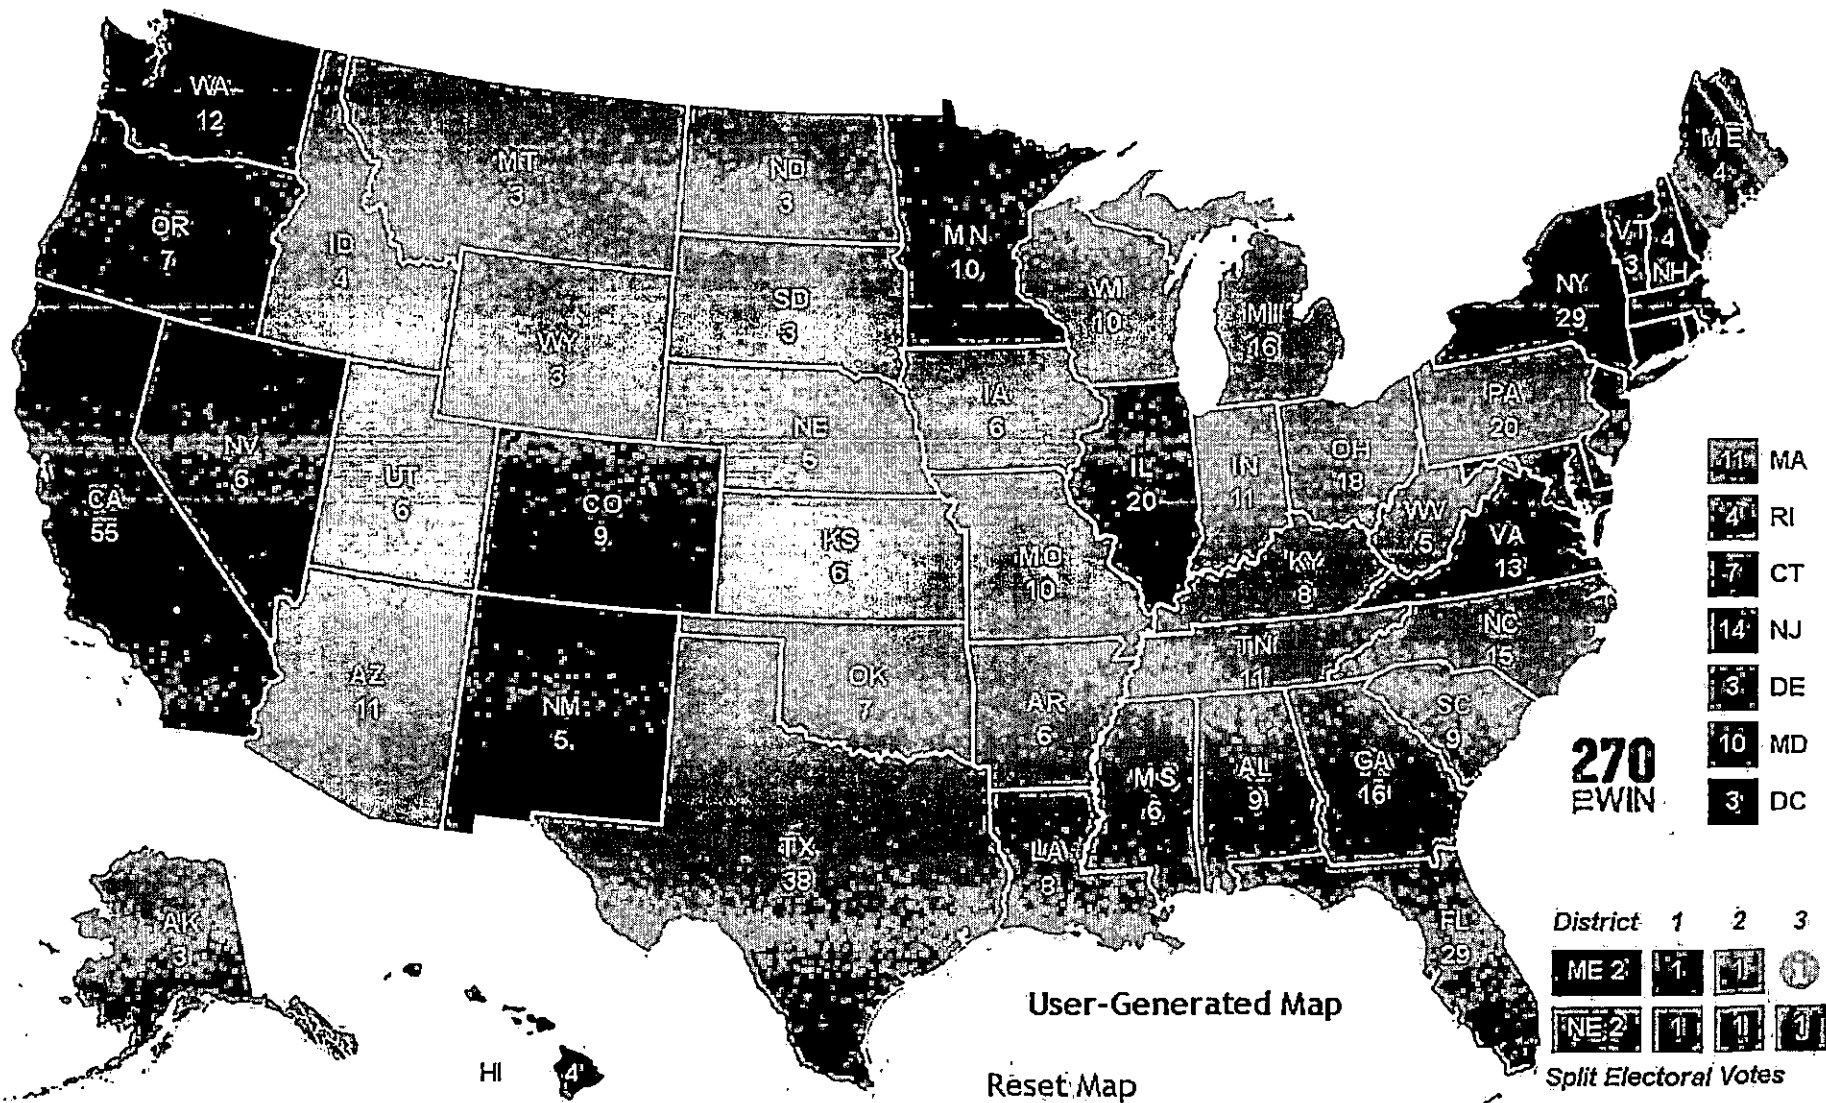 WA
12
OR
7
CA
55
NV
6
ID
4
MT
3
WY
3
UT
6
AZ
11
CO
9
NM
5
ND
3
SD
3
NE
5
KS
6
OK
7
TX
38
MN
10
IA
6
MO
10
AR
6
LA
8
WI
10
IL
20
MI
16
IN
11
OH
18
KY
8
TN
11
MS
6
AL
9
GA
16
FL
29
SC
9
NC
15
VA
13
WV
5
PA
20
NY
29
VT
3
4
NH
ME
4
AK
3
HI
4
11 MA
4 RI
7 CT
14 NJ
3 DE
10 MD
3 DC
270
TO WIN
District 1 2 3
ME 2 1 1 1
NE 2 1 1 1
Split Electoral Votes
User-Generated Map
Reset Map